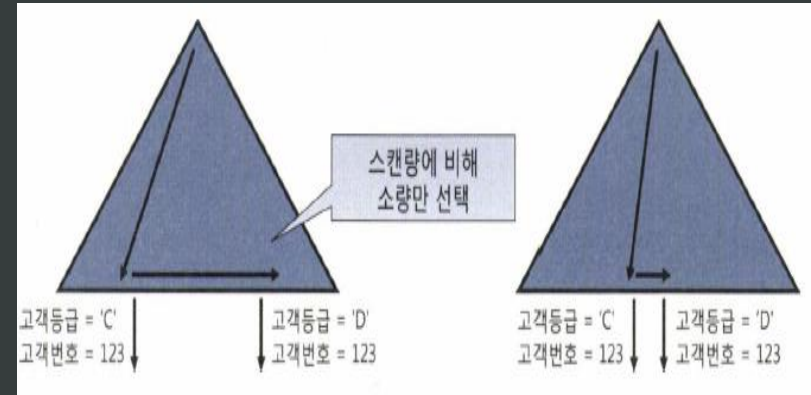 스캔량에 비해
소량만 선택
고객등급 = 'C'
고객번호 = 123
고객등급 = 'D'
고객번호 = 123
고객등급 = 'C'
고객번호 = 123
고객등급 = 'D'
고객번호 = 123